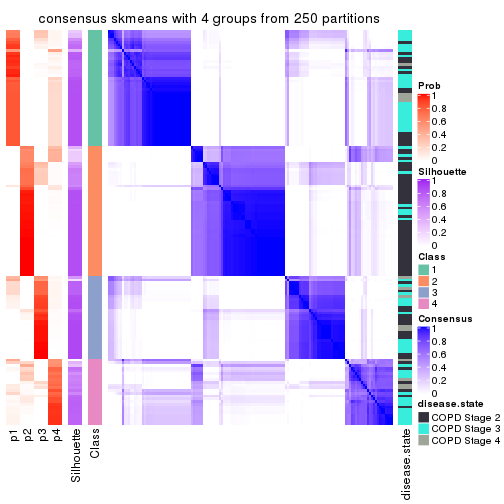 consensus skmeans with 4 groups from 250 partitions
p1
p2
p3
p4
Silhouette
Class
disease.state
Prob
1
0.8
0.6
0.4
0.2
0
Silhouette
1
0.8
0.6
0.4
0.2
0
Class
1
2
3
4
Consensus
1
0.8
0.6
0.4
0.2
0
disease.state
COPD Stage 2
COPD Stage 3
COPD Stage 4